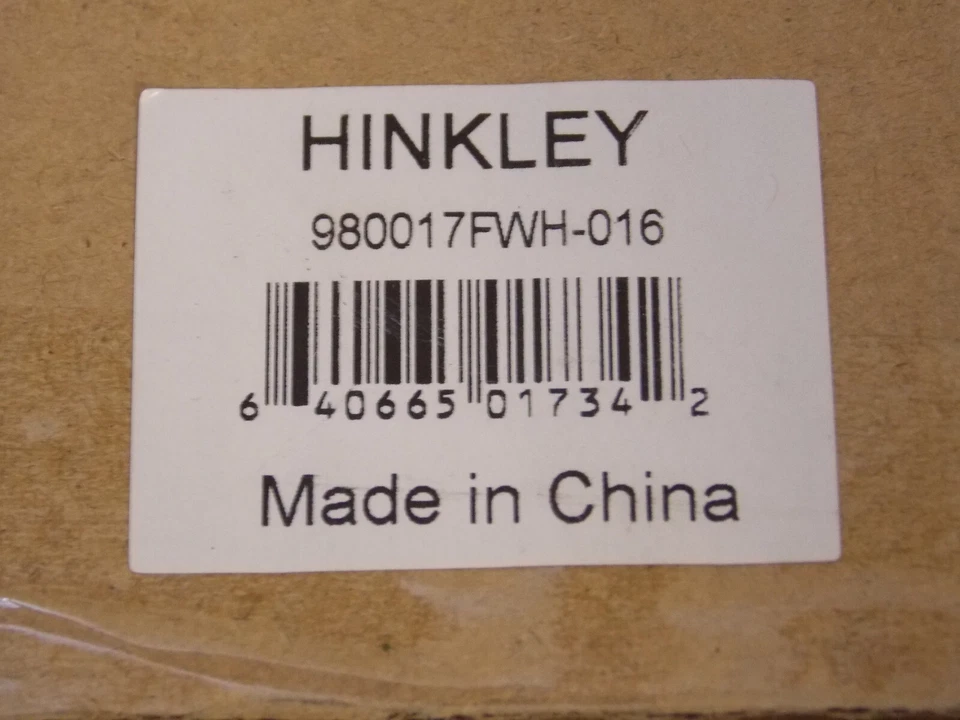 HINKLEY
980017FWH-016
6 40665 01734 2
Made in China